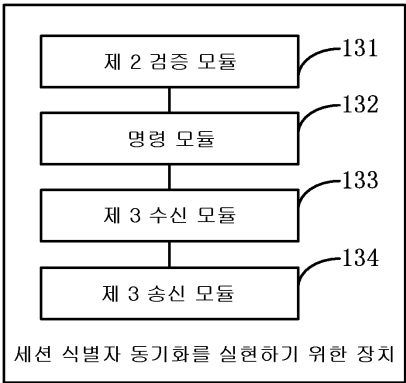 제 2 검증 모듈
131
명령 모듈
132
제 3 수신 모듈
133
제 3 송신 모듈
134
세션 식별자 동기화를 실현하기 위한 장치